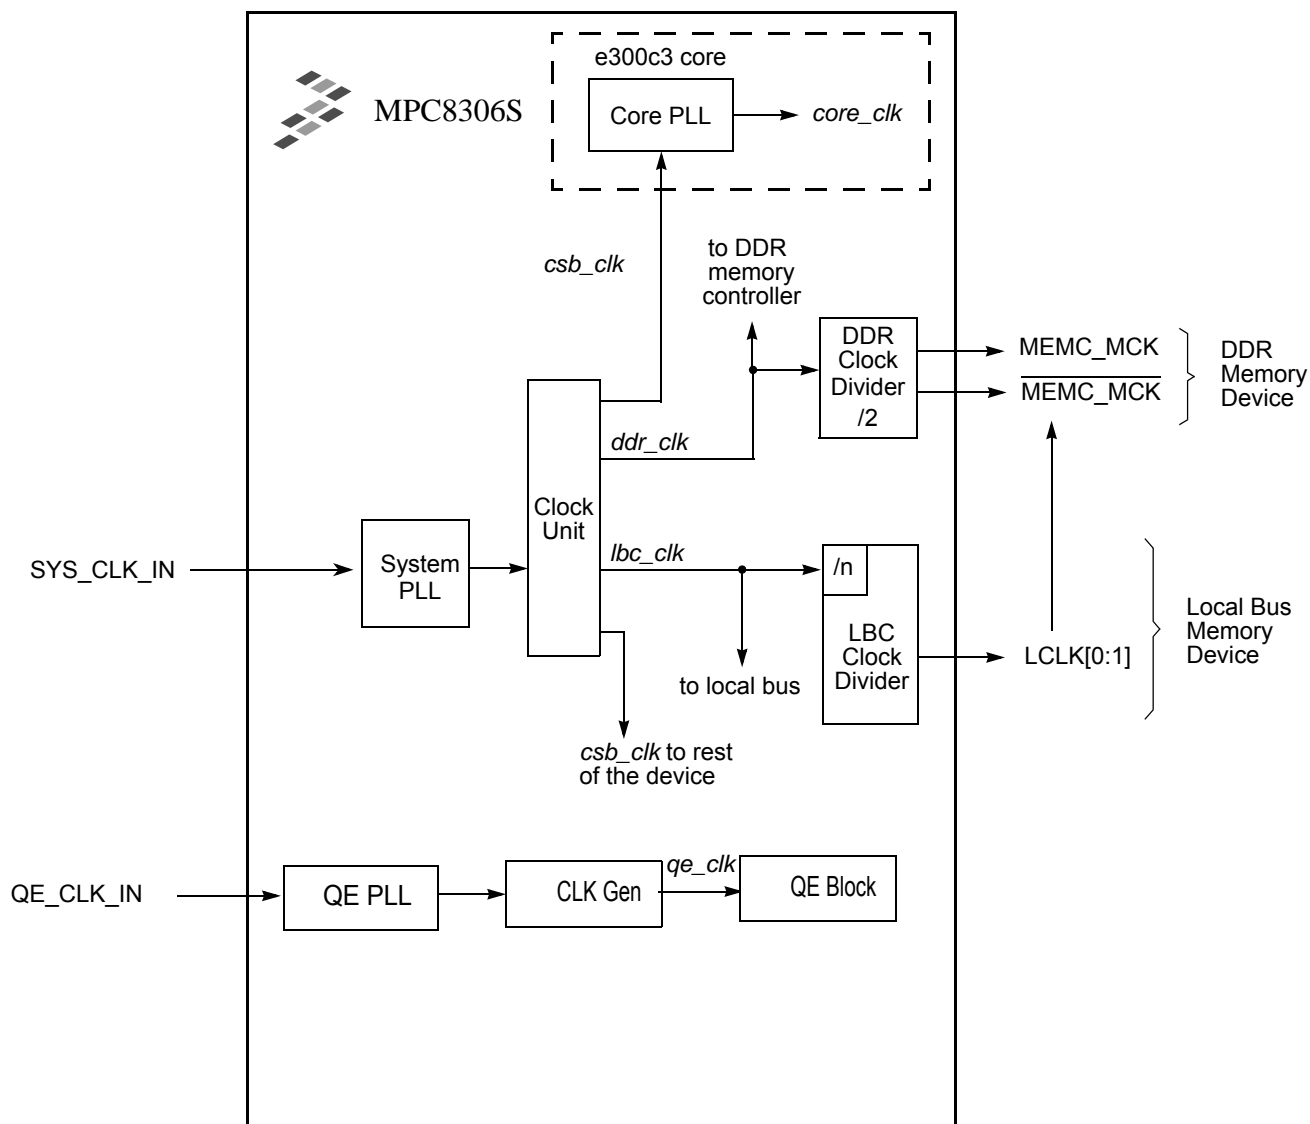 e300c3 core
MPC8306S
Core PLL
core_clk
csb_clk
to DDR
memory
controller
DDR
Clock
Divider
/2
MEMC_MCK
MEMC_MCK
DDR
Memory
Device
ddr_clk
Clock
Unit
SYS_CLK_IN
System
PLL
lbc_clk
/n
LBC
Clock
Divider
LCLK[0:1]
Local Bus
Memory
Device
to local bus
csb_clk to rest
of the device
QE_CLK_IN
QE PLL
CLK Gen
qe_clk
QE Block